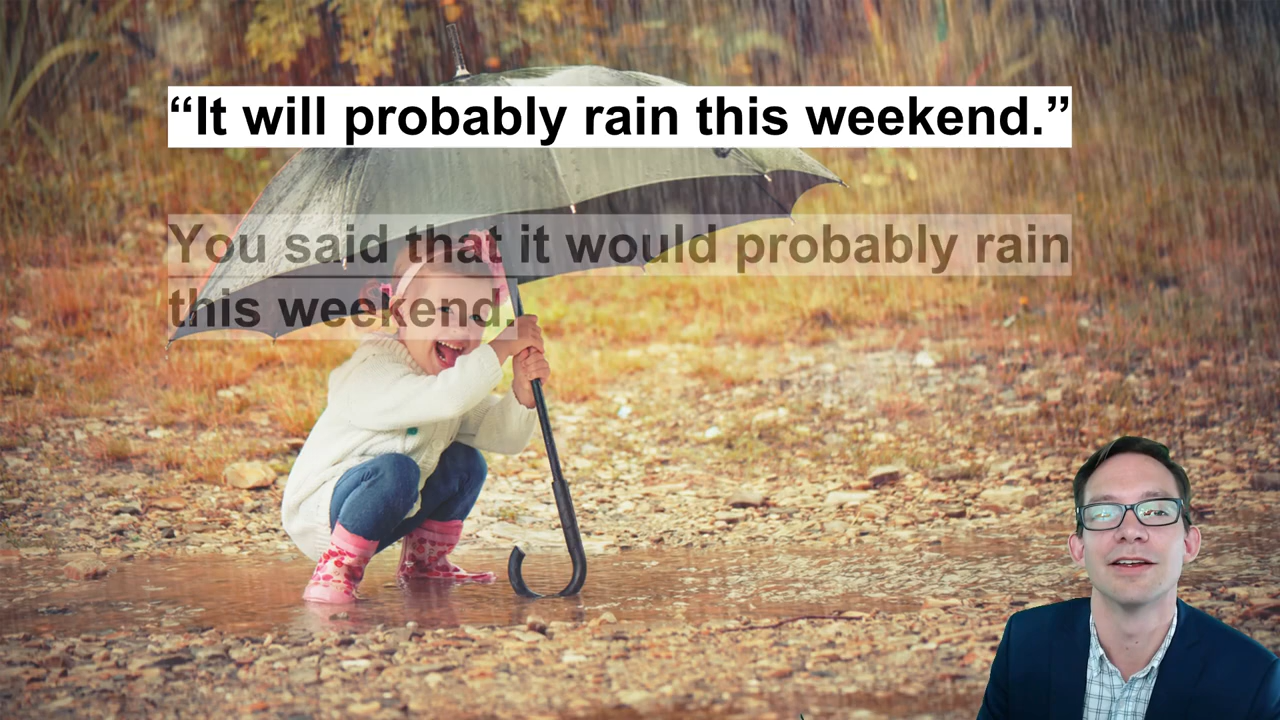 “It will probably rain this weekend.”
You said that it would probably rain
this weekend.